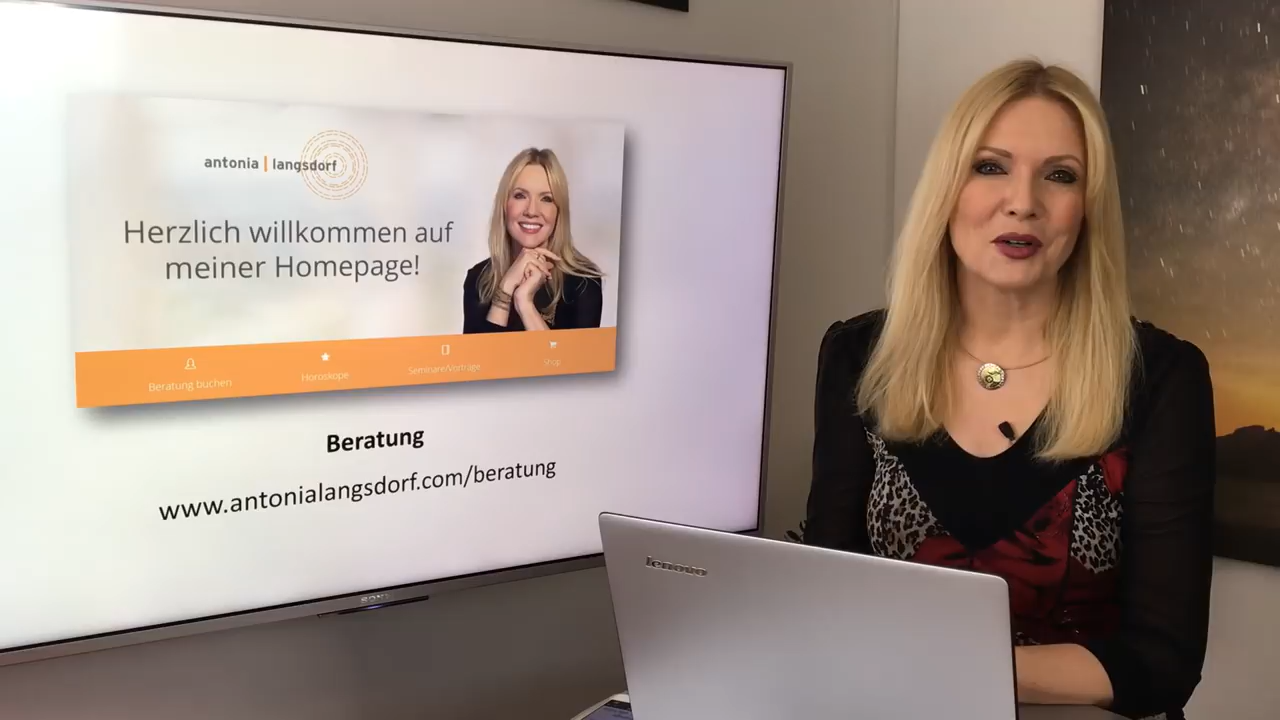 antonia | langsdorf
Herzlich willkommen auf
meiner Homepage!
Beratung buchen
Horoskope
Seminare/Vorträge
Shop
Beratung
www.antonialangsdorf.com/beratung
SONY
lenovo